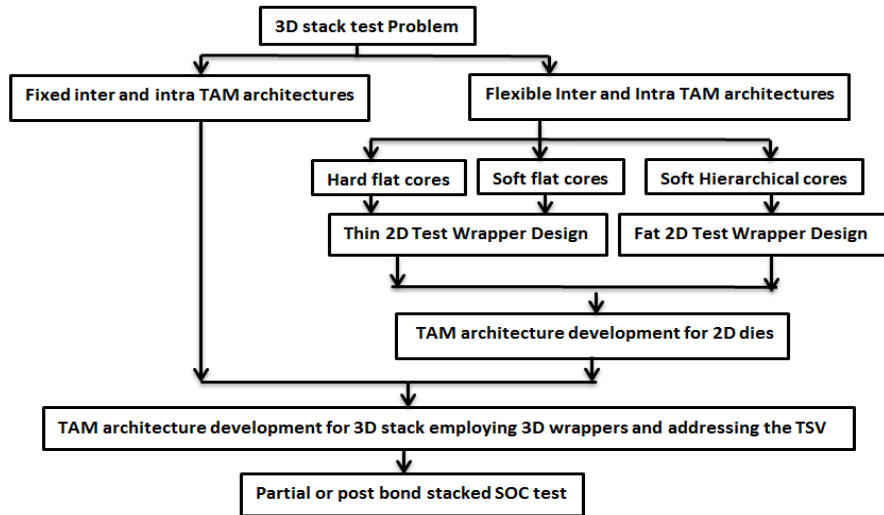 3D stack test Problem
Fixed inter and intra TAM architectures
Flexible Inter and Intra TAM architectures
Hard flat cores
Soft flat cores
Soft Hierarchical cores
Thin 2D Test Wrapper Design
Fat 2D Test Wrapper Design
TAM architecture development for 2D dies
TAM architecture development for 3D stack employing 3D wrappers and addressing the TSV
Partial or post bond stacked SOC test